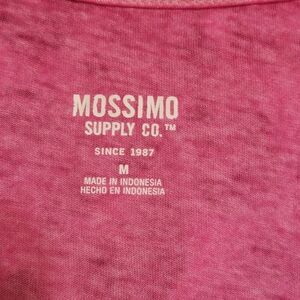 MOSSIMO
SUPPLY CO.™
SINCE 1987
M
MADE IN INDONESIA
HECHO EN INDONESIA